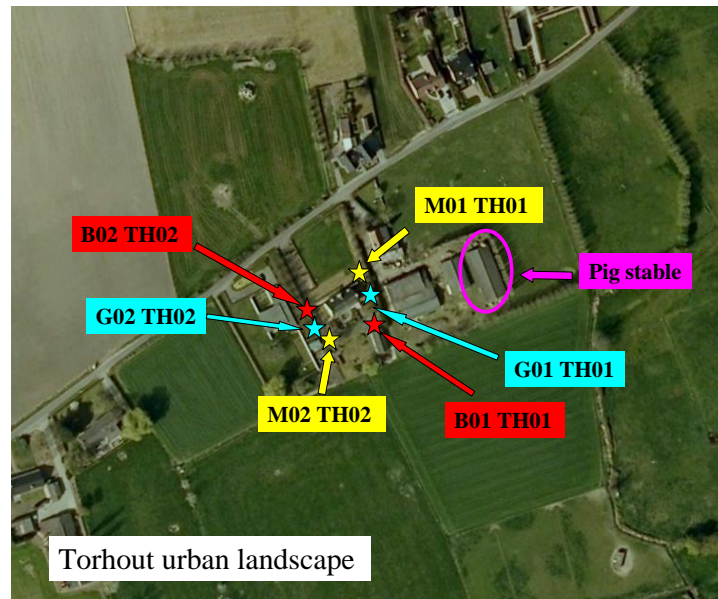 M01 TH01
B02 TH02
Pig stable
G02 TH02
G01 TH01
M02 TH02
B01 TH01
Torhout urban landscape